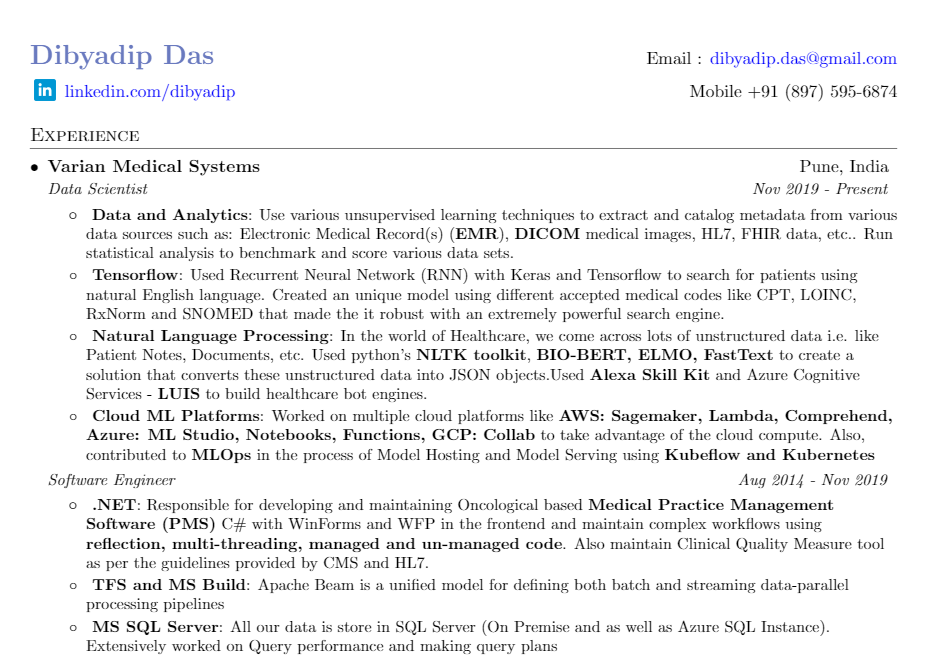 Dibyadip Das
Email : dibyadip.das@gmail.com
in linkedin.com/dibyadip
Mobile +91 (897) 595-6874
Experience
• Varian Medical Systems
Pune, India
Data Scientist
Nov 2019 - Present
◦ Data and Analytics: Use various unsupervised learning techniques to extract and catalog metadata from various
data sources such as: Electronic Medical Record(s) (EMR), DICOM medical images, HL7, FHIR data, etc.. Run
statistical analysis to benchmark and score various data sets.
◦ Tensorflow: Used Recurrent Neural Network (RNN) with Keras and Tensorflow to search for patients using
natural English language. Created an unique model using different accepted medical codes like CPT, LOINC,
RxNorm and SNOMED that made the it robust with an extremely powerful search engine.
◦ Natural Language Processing: In the world of Healthcare, we come across lots of unstructured data i.e. like
Patient Notes, Documents, etc. Used python's NLTK toolkit, BIO-BERT, ELMO, FastText to create a
solution that converts these unstructured data into JSON objects.Used Alexa Skill Kit and Azure Cognitive
Services - LUIS to build healthcare bot engines.
◦ Cloud ML Platforms: Worked on multiple cloud platforms like AWS: Sagemaker, Lambda, Comprehend,
Azure: ML Studio, Notebooks, Functions, GCP: Collab to take advantage of the cloud compute. Also,
contributed to MLOps in the process of Model Hosting and Model Serving using Kubeflow and Kubernetes
Software Engineer
Aug 2014 - Nov 2019
◦ .NET: Responsible for developing and maintaining Oncological based Medical Practice Management
Software (PMS) C# with WinForms and WFP in the frontend and maintain complex workflows using
reflection, multi-threading, managed and un-managed code. Also maintain Clinical Quality Measure tool
as per the guidelines provided by CMS and HL7.
◦ TFS and MS Build: Apache Beam is a unified model for defining both batch and streaming data-parallel
processing pipelines
◦ MS SQL Server: All our data is store in SQL Server (On Premise and as well as Azure SQL Instance).
Extensively worked on Query performance and making query plans